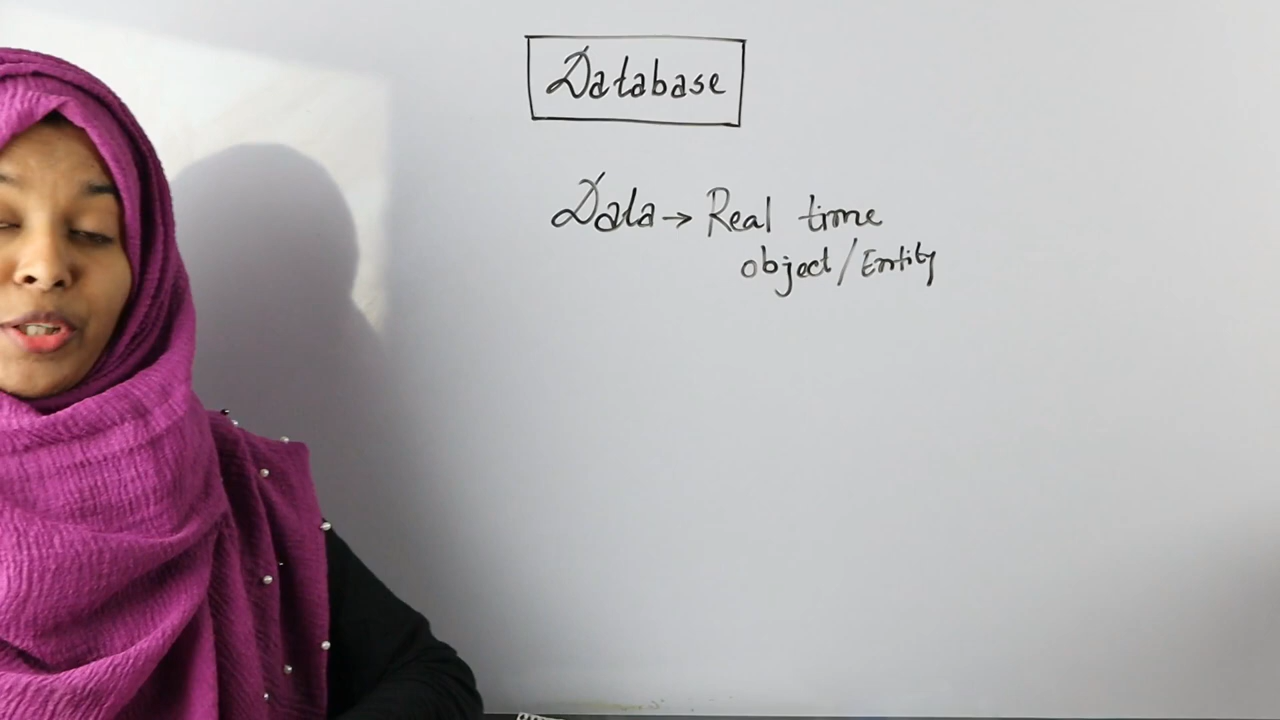 Database
Data → Real time
object/Entity